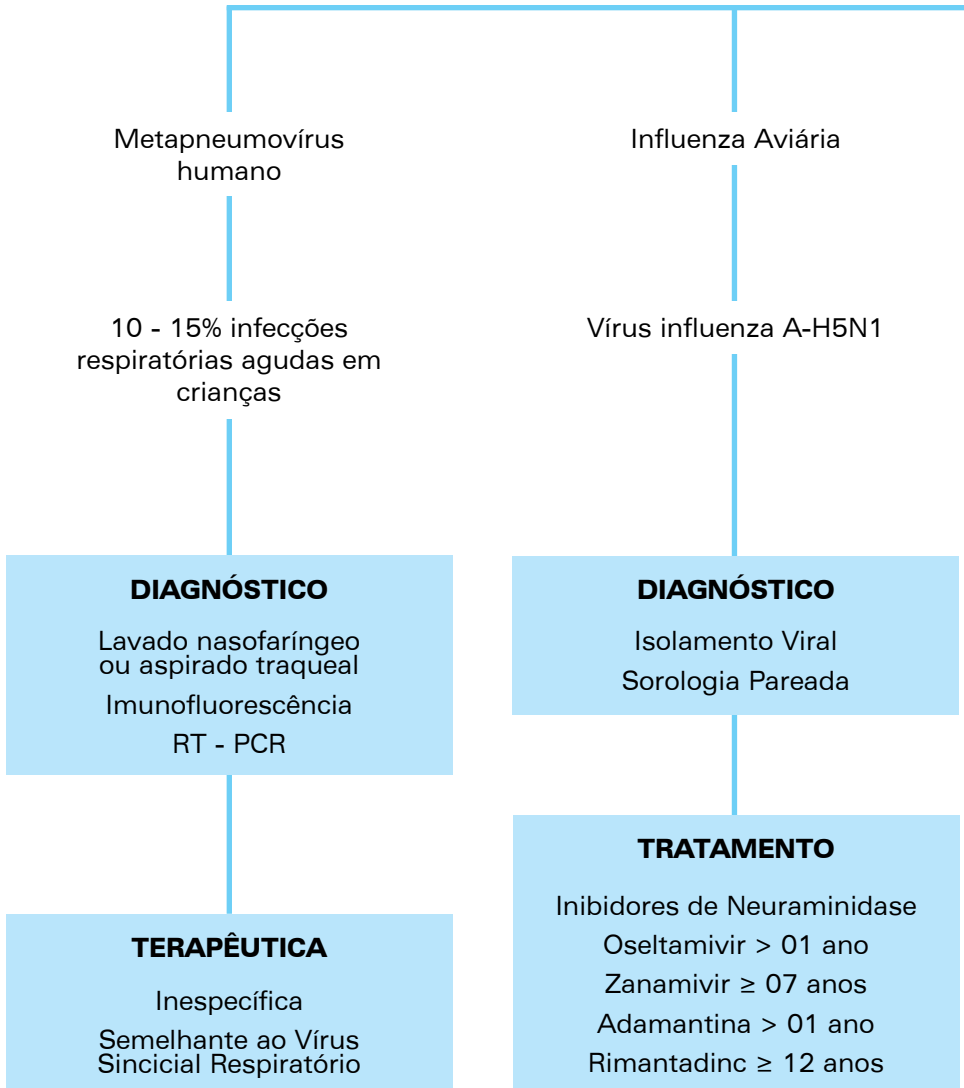 Metapneumovírus
humano
10 - 15% infecções
respiratórias agudas em
crianças
DIAGNÓSTICO
Lavado nasofaríngeo
ou aspirado traqueal
Imunofluorescência
RT - PCR
TERAPÊUTICA
Inespecífica
Semelhante ao Vírus
Sincicial Respiratório
Influenza Aviária
Vírus influenza A-H5N1
DIAGNÓSTICO
Isolamento Viral
Sorologia Pareada
TRATAMENTO
Inibidores de Neuraminidase
Oseltamivir > 01 ano
Zanamivir ≥ 07 anos
Adamantina > 01 ano
Rimantadinc ≥ 12 anos